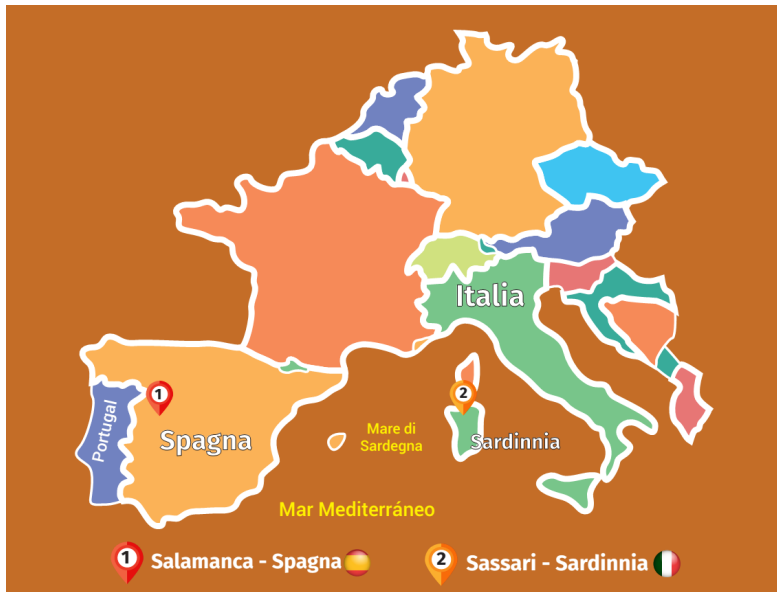 Italia
1
2
Portugal
Spagna
Mare di
Sardegna
Sardinnia
Mar Mediterráneo
1 Salamanca - Spagna
2 Sassari - Sardinnia